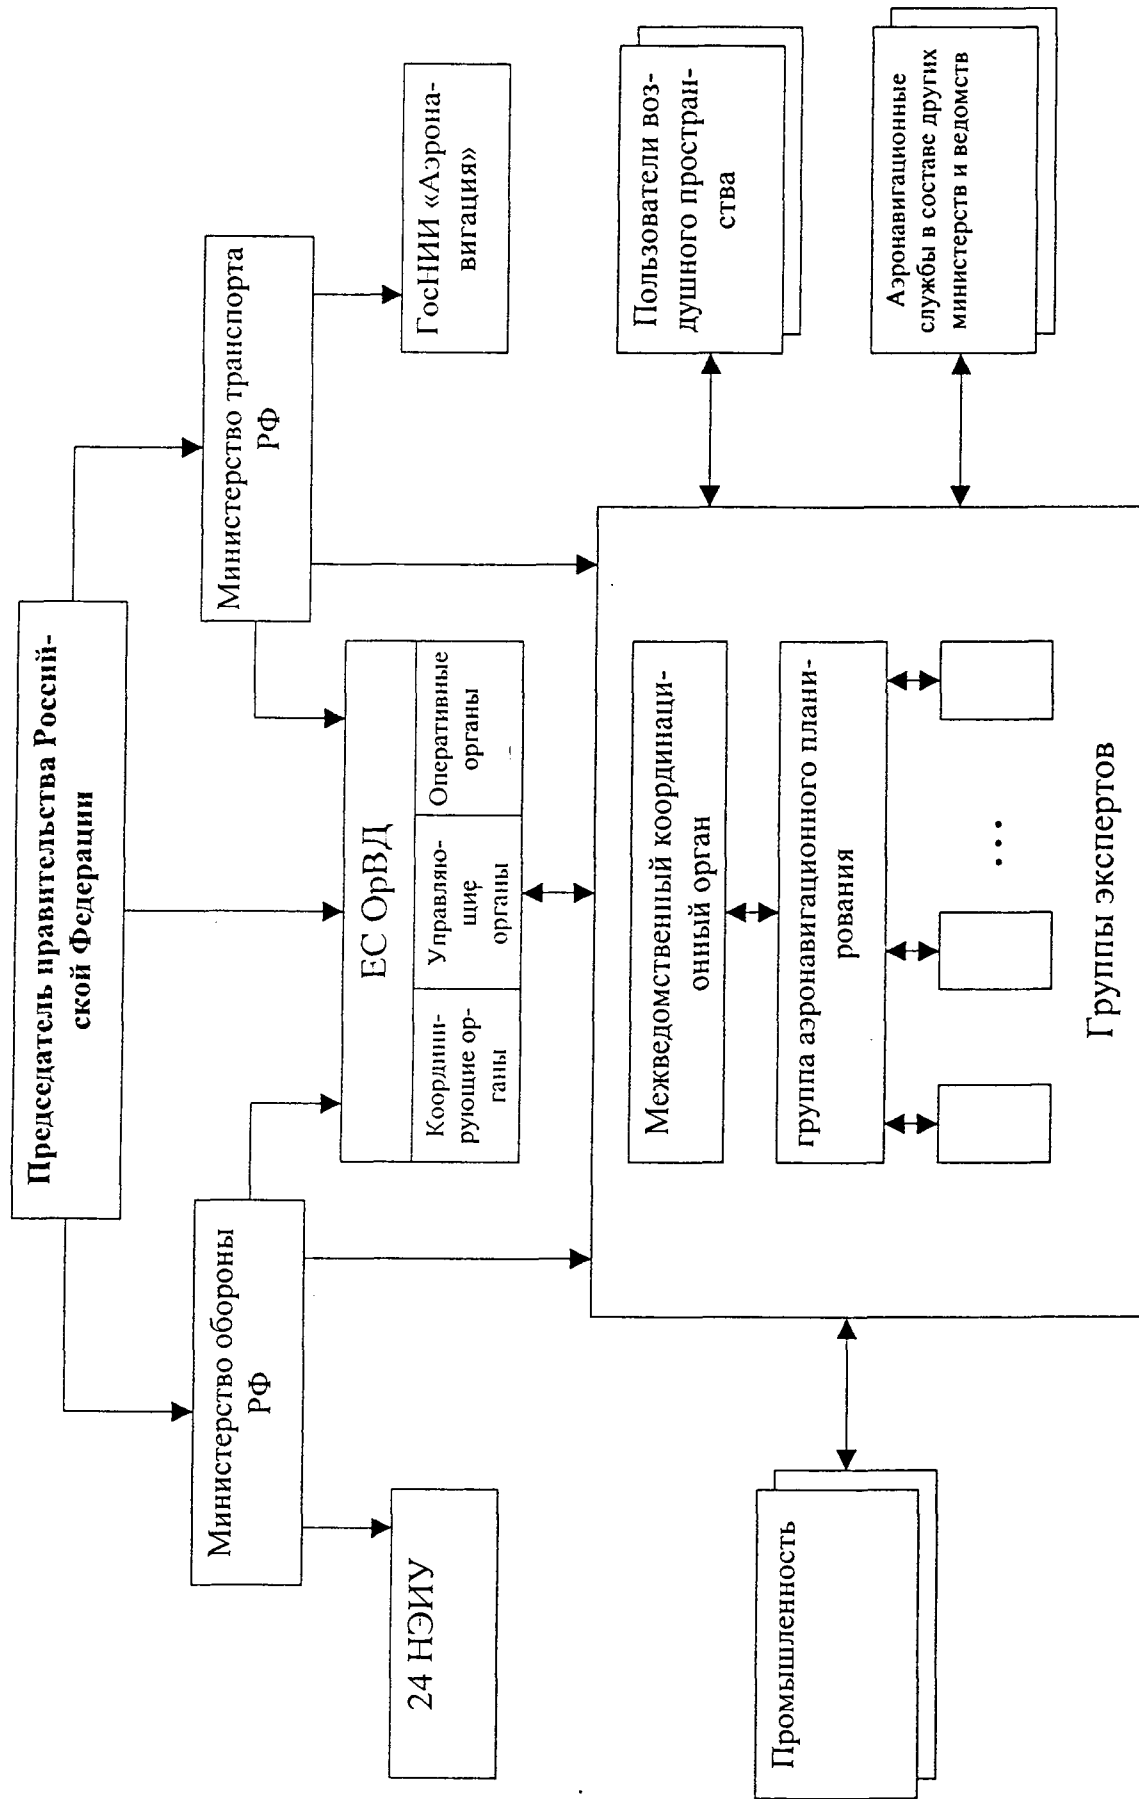 Председатель правительства Россий-
ской Федерации
Министерство обороны
РФ
Министерство транспорта
РФ
24 НЭИУ
ЕС ОрВД
Координи-
рующие ор-
ганы
Управляю-
щие
органы
Оперативные
органы
ГосНИИ «Аэрона-
вигация»
Межведомственный координаци-
онный орган
группа аэронавигационного плани-
рования
...
Группы экспертов
Промышленность
Пользователи воз-
душного простран-
ства
Аэронавигационные
службы в составе других
министерств и ведомств